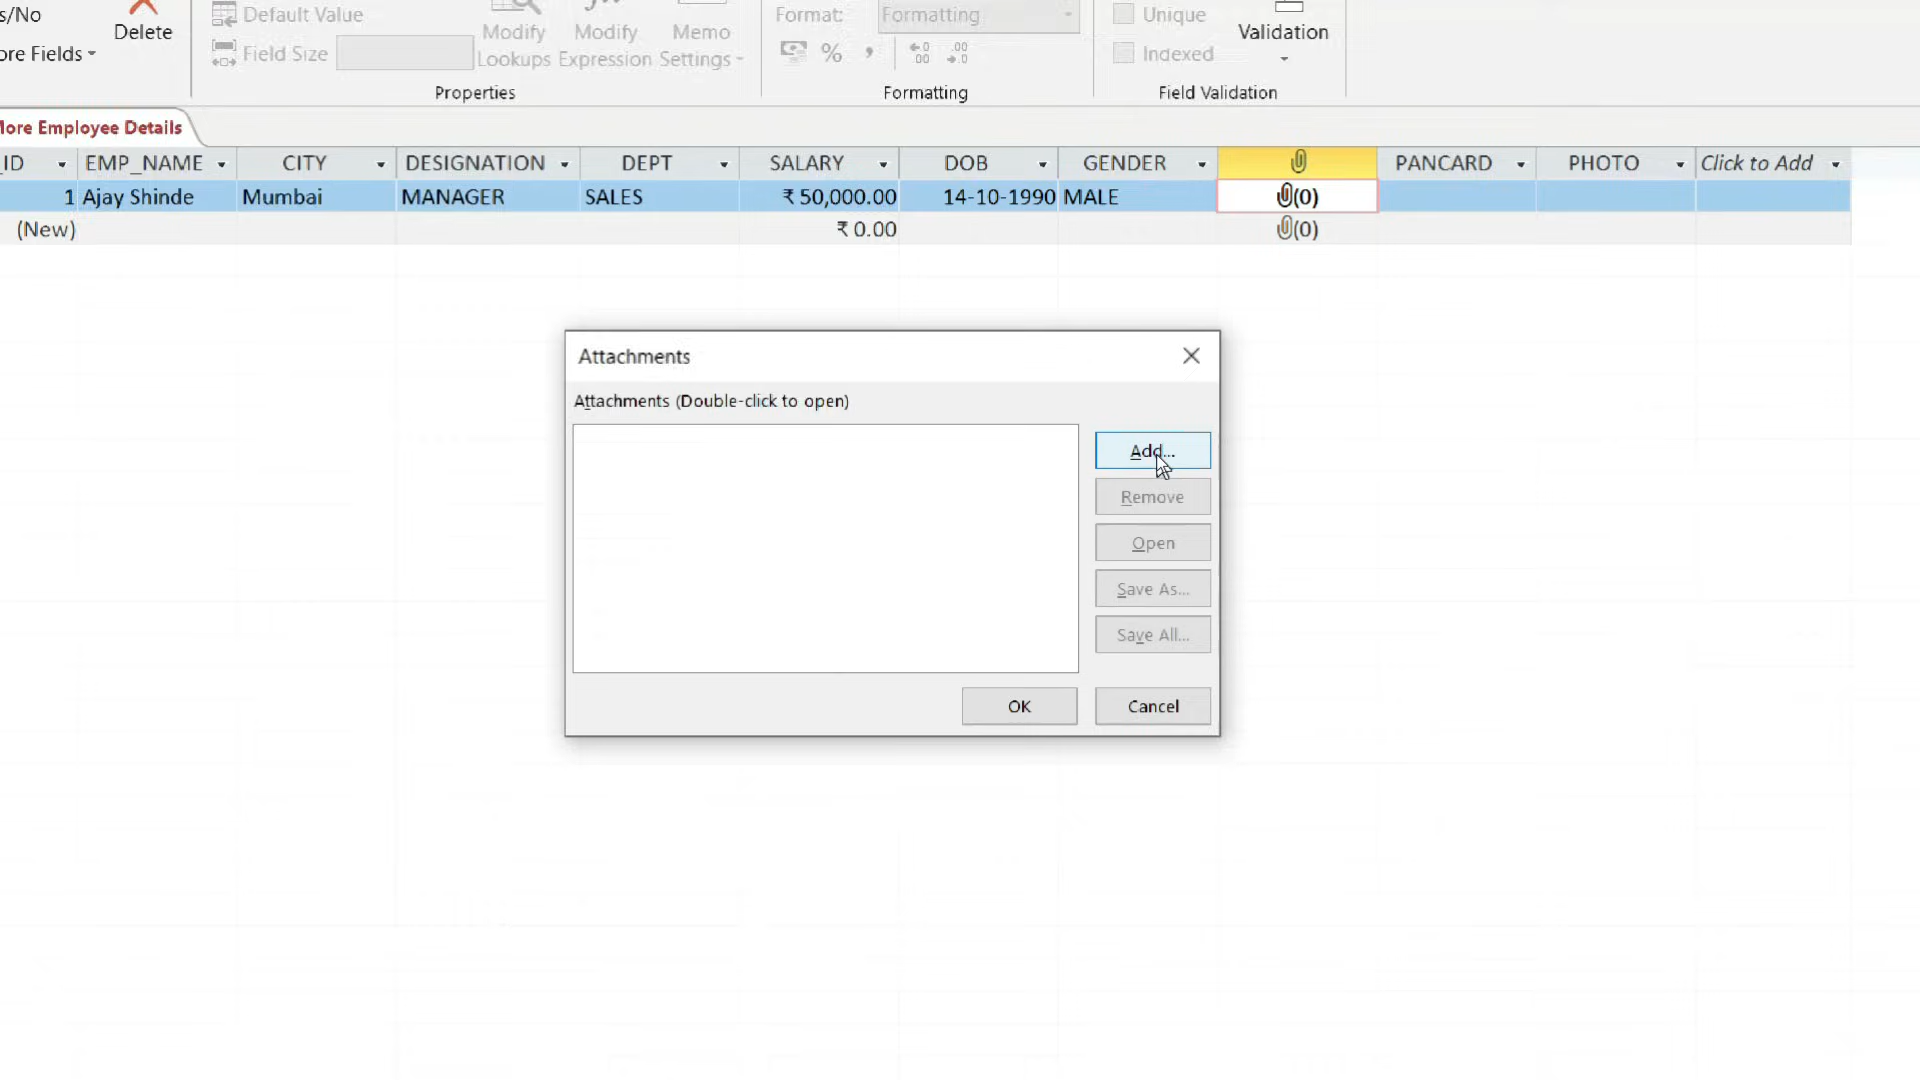 s/No
ore Fields
Delete
Default Value
Field Size
Modify
Lookups
Modify
Expression
Memo
Settings
Properties
Format:
Formatting
%
,
Formatting
Unique
Indexed
Validation
Field Validation
More Employee Details
_ID EMP_NAME CITY DESIGNATION DEPT SALARY DOB GENDER PANCARD PHOTO Click to Add
1 Ajay Shinde Mumbai MANAGER SALES ₹ 50,000.00 14-10-1990 MALE (0)
(New) ₹ 0.00 (0)
Attachments
Attachments (Double-click to open)
Add...
Remove
Open
Save As...
Save All...
OK Cancel